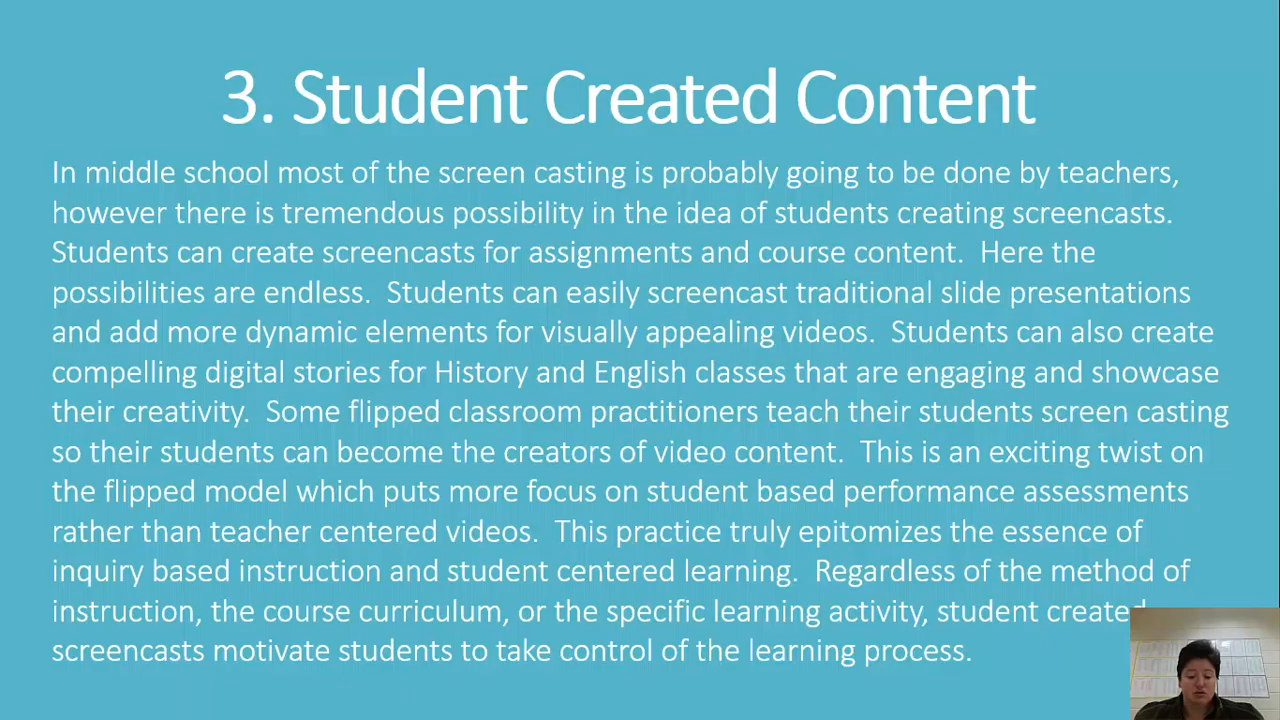 3. Student Created Content
In middle school most of the screen casting is probably going to be done by teachers,
however there is tremendous possibility in the idea of students creating screencasts.
Students can create screencasts for assignments and course content.  Here the
possibilities are endless.  Students can easily screencast traditional slide presentations
and add more dynamic elements for visually appealing videos.  Students can also create
compelling digital stories for History and English classes that are engaging and showcase
their creativity.  Some flipped classroom practitioners teach their students screen casting
so their students can become the creators of video content.  This is an exciting twist on
the flipped model which puts more focus on student based performance assessments
rather than teacher centered videos.  This practice truly epitomizes the essence of
inquiry based instruction and student centered learning.  Regardless of the method of
instruction, the course curriculum, or the specific learning activity, student created
screencasts motivate students to take control of the learning process.